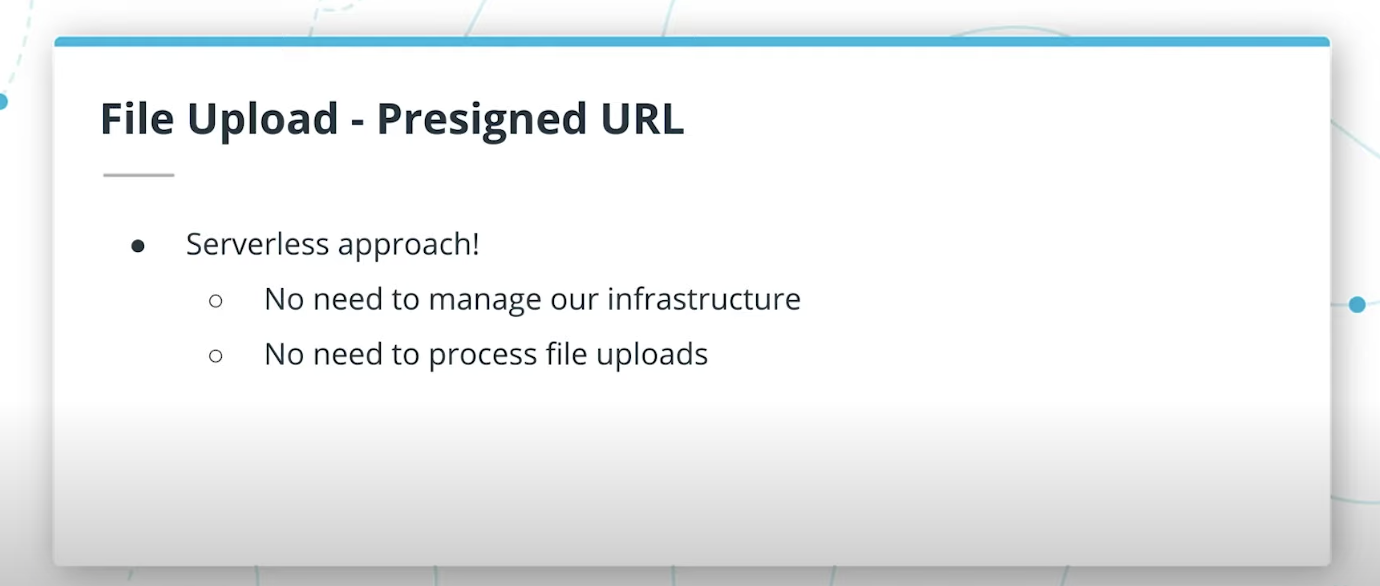 File Upload - Presigned URL
● Serverless approach!
○ No need to manage our infrastructure
○ No need to process file uploads